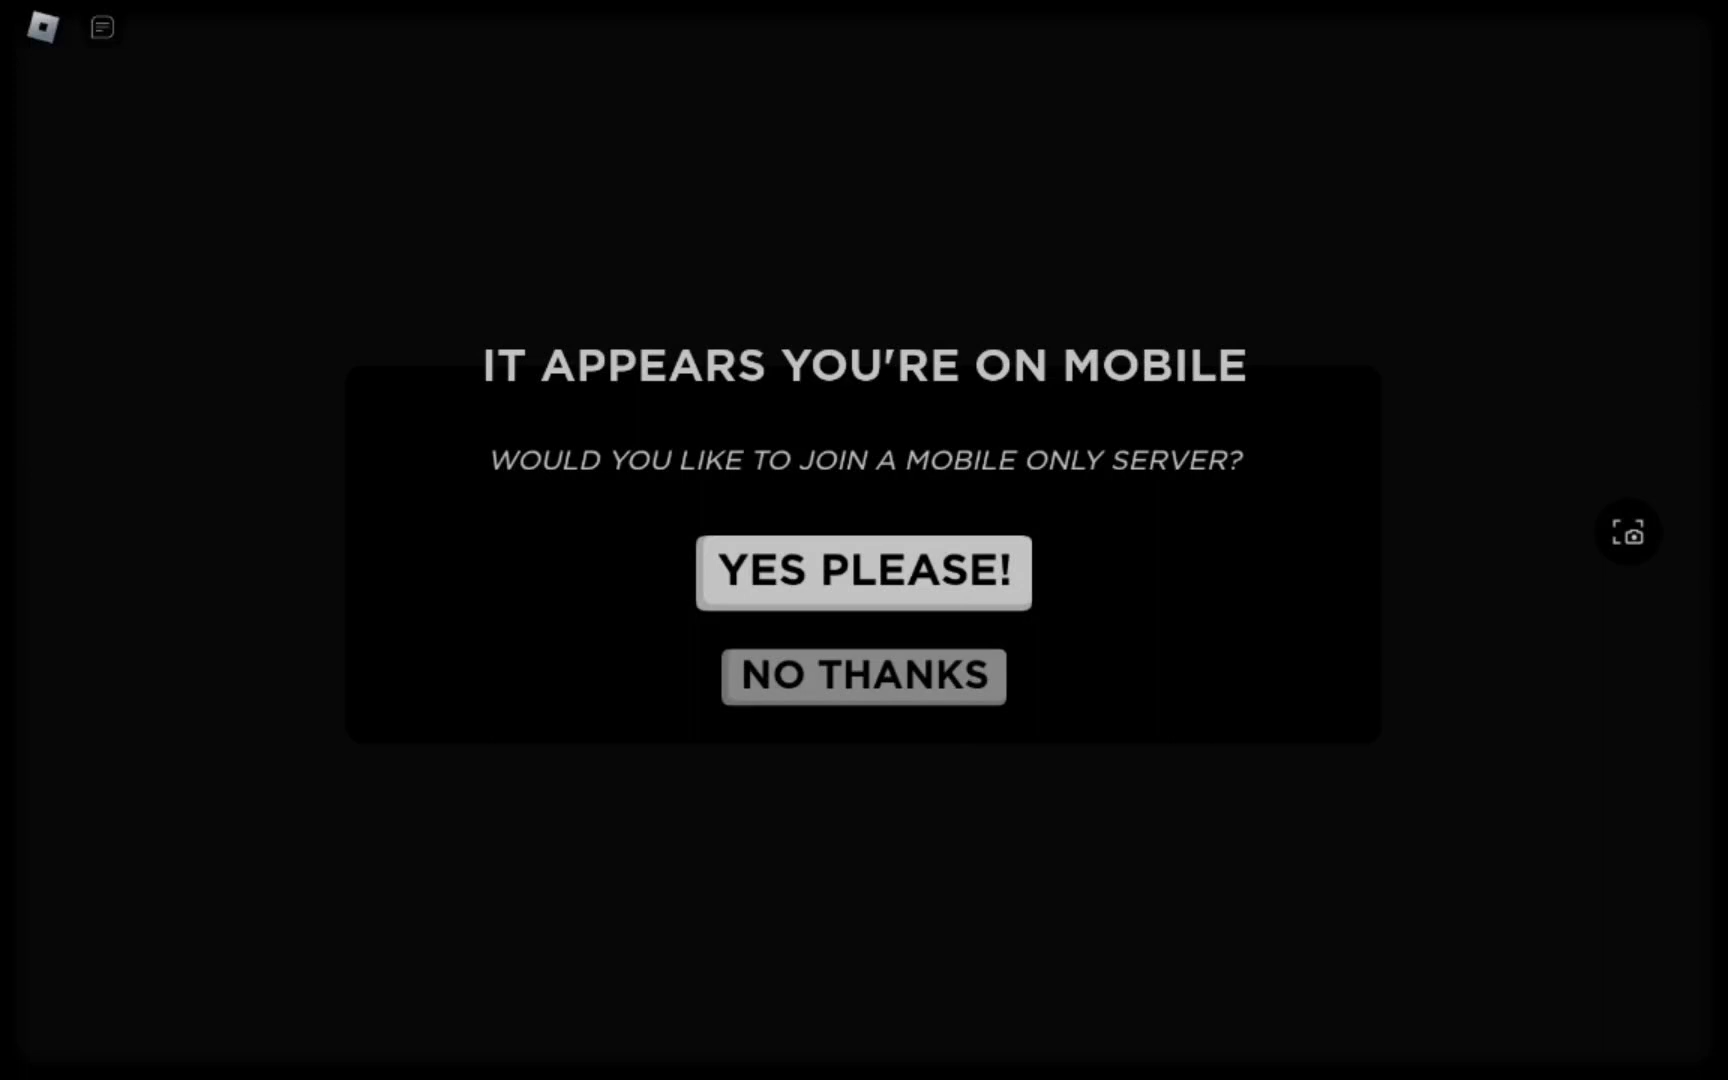 IT APPEARS YOU'RE ON MOBILE
WOULD YOU LIKE TO JOIN A MOBILE ONLY SERVER?
YES PLEASE!
NO THANKS